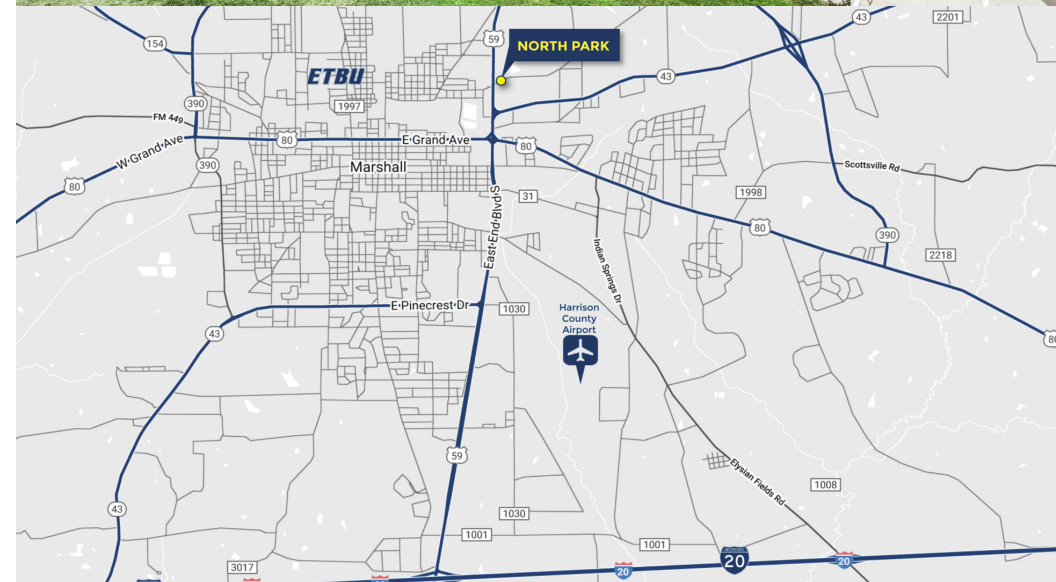 43
2201
59
NORTH PARK
154
43
ETBU
390
1997
FM 449
80
E Grand Ave
80
W Grand Ave
390
Marshall
Scottsville Rd
80
31
1998
East End Blvd S
80
390
Indian Springs Dr
2218
E Pinecrest Dr
1030
Harrison
County
Airport
43
80
59
Elysian Fields Rd
1008
43
1030
1001
1001
INTERSTATE
20
20
20
3017